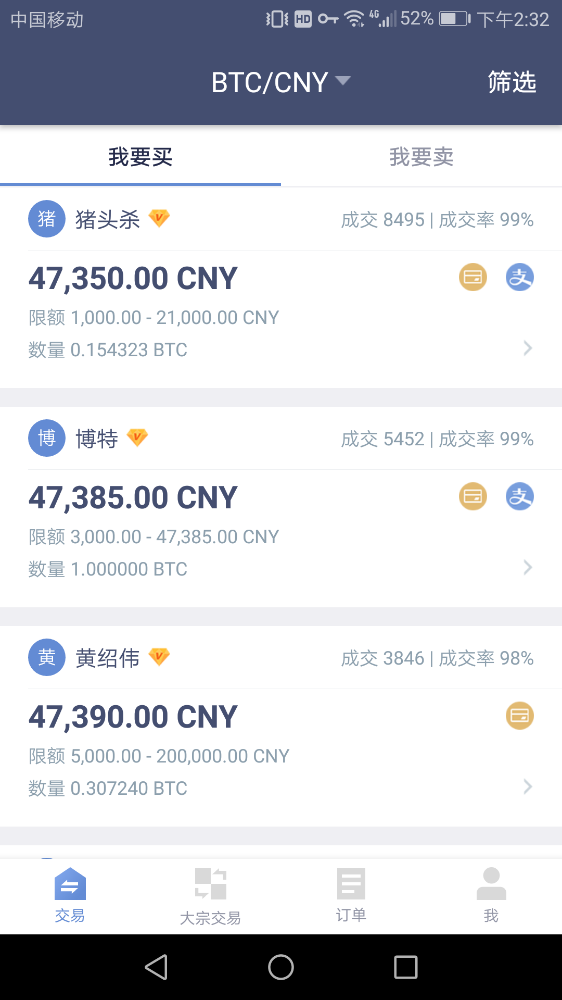 中国移动 HD 4G 52% 下午2:32
BTC/CNY 筛选
我要买 我要卖
猪 猪头杀 V 成交 8495 | 成交率 99%
47,350.00 CNY 支
限额 1,000.00 - 21,000.00 CNY
数量 0.154323 BTC
博 博特 V 成交 5452 | 成交率 99%
47,385.00 CNY 支
限额 3,000.00 - 47,385.00 CNY
数量 1.000000 BTC
黄 黄绍伟 V 成交 3846 | 成交率 98%
47,390.00 CNY
限额 5,000.00 - 200,000.00 CNY
数量 0.307240 BTC
交易 大宗交易 订单 我